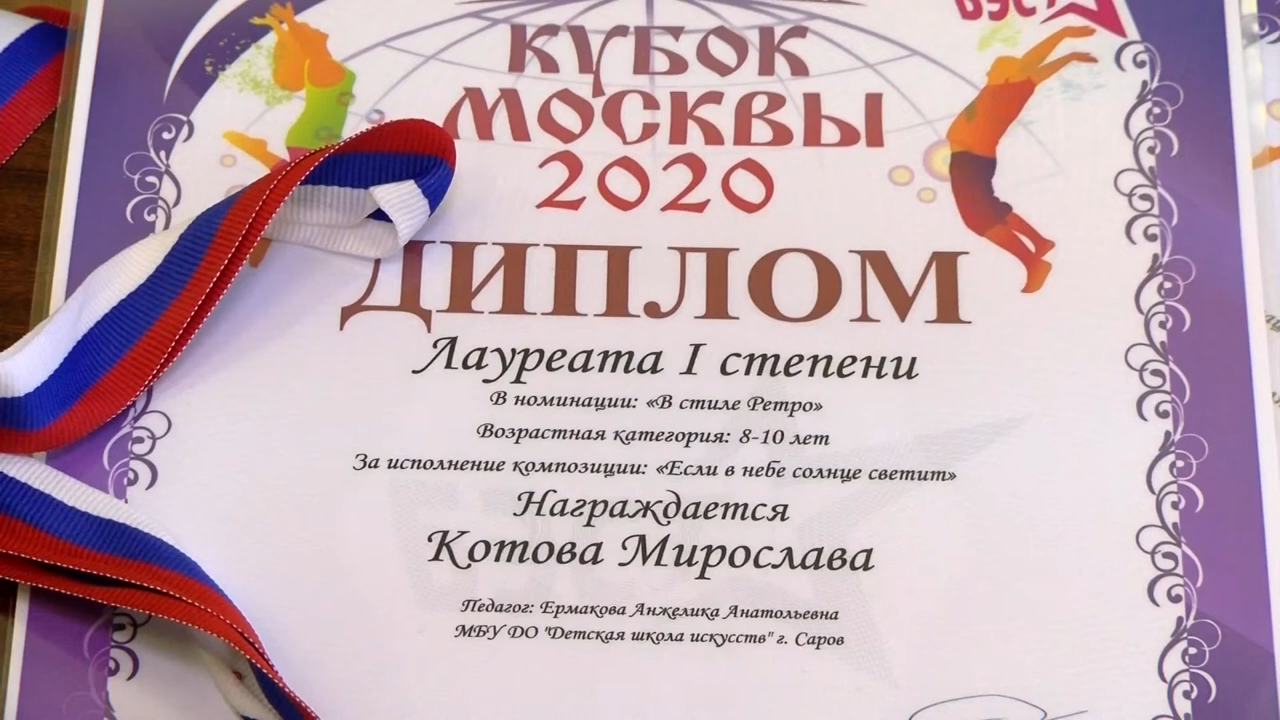 КУБОК
МОСКВЫ
2020
ДИПЛОМ
Лауреата I степени
В номинации: «В стиле Ретро»
Возрастная категория: 8-10 лет
За исполнение композиции: «Если в небе солнце светит»
Награждается
Котова Мирослава
Педагог: Ермакова Анжелика Анатольевна
МБУ ДО "Детская школа искусств" г. Саров